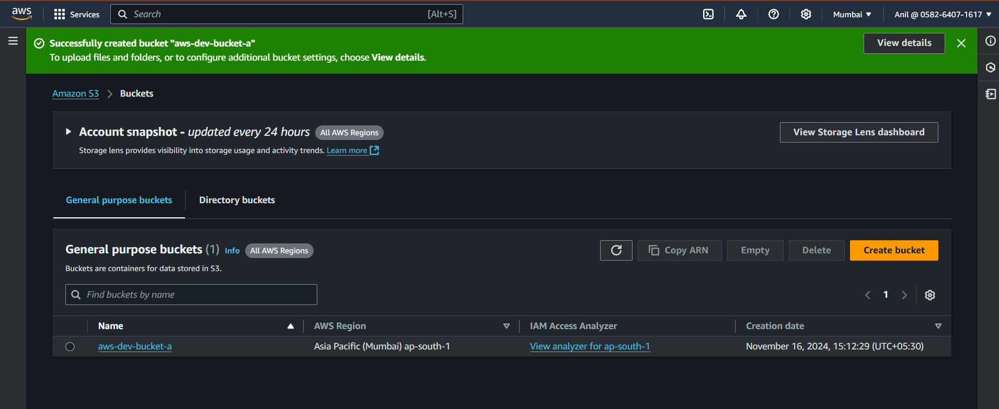 aws
Services
Search [Alt+S]
Mumbai
Anil @ 0582-6407-1617
Successfully created bucket "aws-dev-bucket-a"
To upload files and folders, or to configure additional bucket settings, choose View details.
View details
Amazon S3 > Buckets
Account snapshot - updated every 24 hours All AWS Regions
Storage lens provides visibility into storage usage and activity trends. Learn more
View Storage Lens dashboard
General purpose buckets
Directory buckets
General purpose buckets (1) Info All AWS Regions
Buckets are containers for data stored in S3.
Copy ARN
Empty
Delete
Create bucket
Find buckets by name
1
Name AWS Region IAM Access Analyzer Creation date
aws-dev-bucket-a Asia Pacific (Mumbai) ap-south-1 View analyzer for ap-south-1 November 16, 2024, 15:12:29 (UTC+05:30)